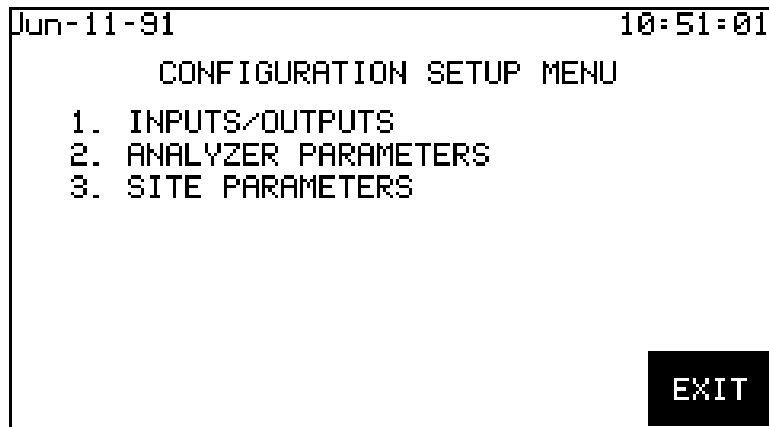 Jun-11-91 10:51:01
CONFIGURATION SETUP MENU
1. INPUTS/OUTPUTS
2. ANALYZER PARAMETERS
3. SITE PARAMETERS
EXIT